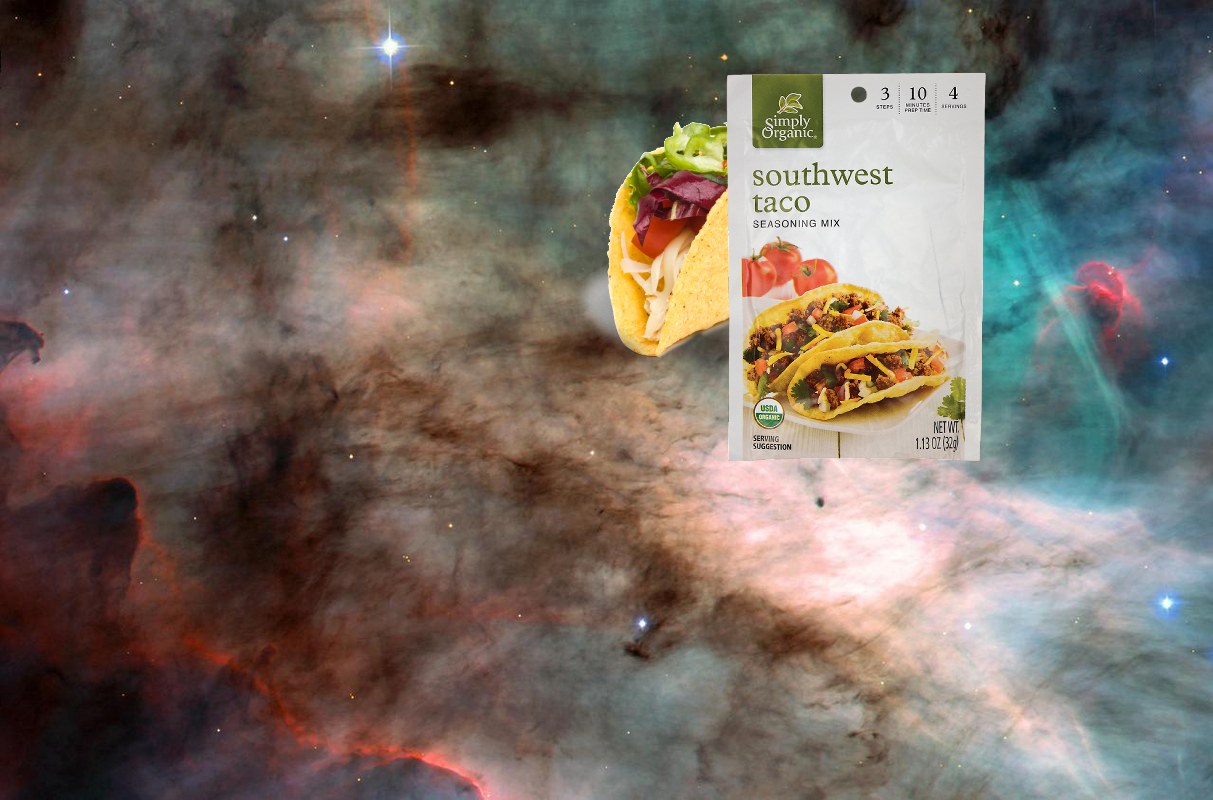 Simply
Organic®
3
STEPS
10
MINUTES
PREP TIME
4
SERVINGS
southwest
taco
SEASONING MIX
USDA
ORGANIC
SERVING
SUGGESTION
NET WT
1.13 OZ (32g)